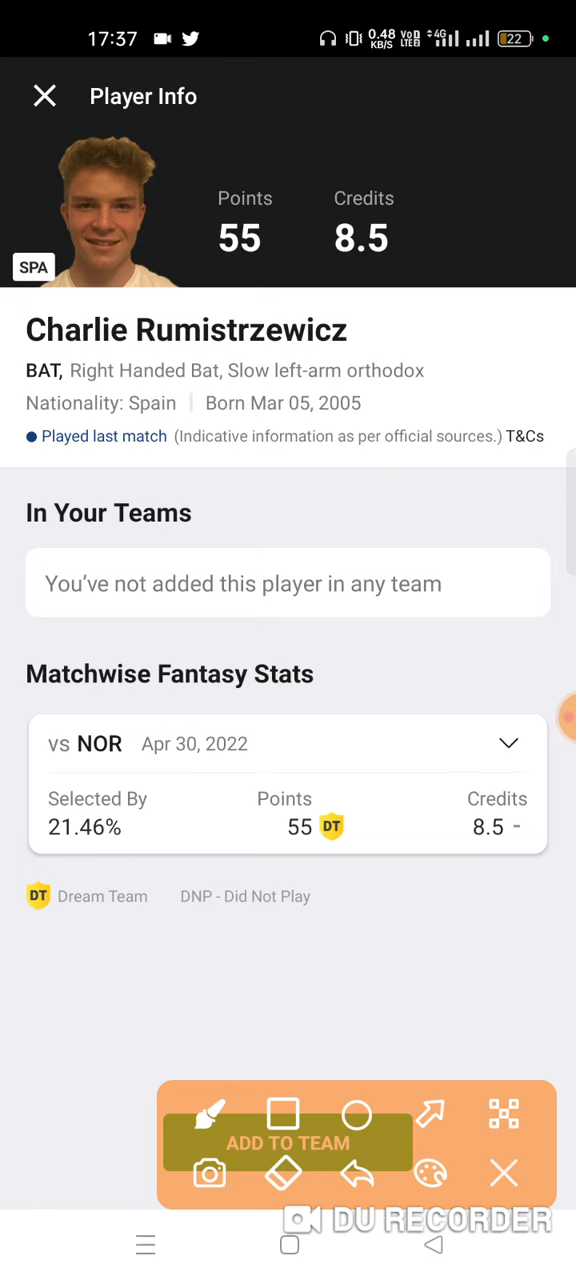 17:37 0.48 KB/S VoD LTE2 4G 22
Player Info
Points Credits
55 8.5
SPA
Charlie Rumistrzewicz
BAT, Right Handed Bat, Slow left-arm orthodox
Nationality: Spain | Born Mar 05, 2005
Played last match (Indicative information as per official sources.) T&Cs
In Your Teams
You've not added this player in any team
Matchwise Fantasy Stats
vs NOR Apr 30, 2022
Selected By Points Credits
21.46% 55 DT 8.5 -
DT Dream Team DNP - Did Not Play
ADD TO TEAM
DU RECORDER